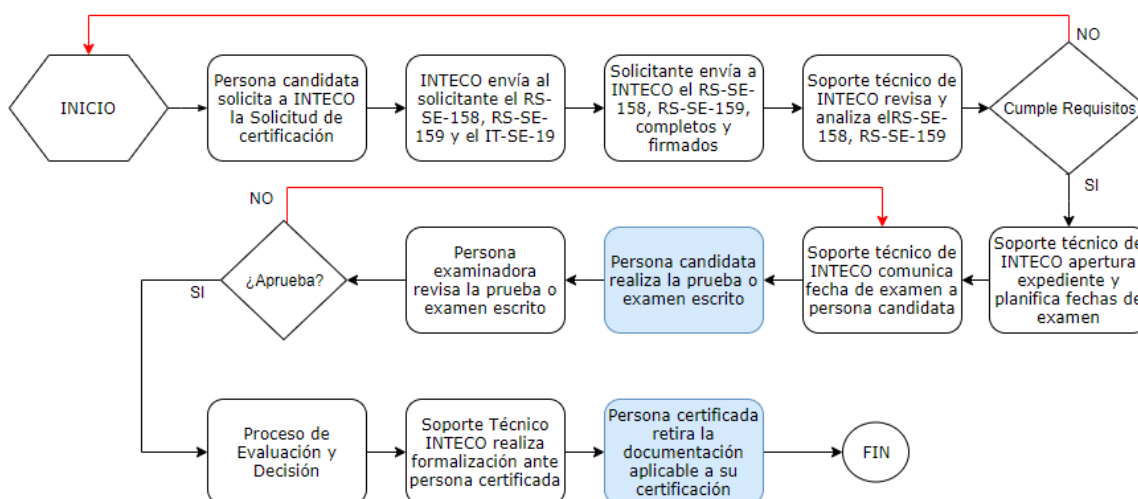 NO
INICIO
Persona candidata
solicita a INTECO
la Solicitud de
certificación
INTECO envía al
solicitante el RS-
SE-158, RS-SE-
159 y el IT-SE-19
Solicitante envía a
INTECO el RS-SE-
158, RS-SE-159,
completos y
firmados
Soporte técnico de
INTECO revisa y
analiza elRS-SE-
158, RS-SE-159
Cumple Requisitos
SI
NO
SI
¿Aprueba?
Persona
examinadora
revisa la prueba o
examen escrito
Persona candidata
realiza la prueba o
examen escrito
Soporte técnico de
INTECO comunica
fecha de examen a
persona candidata
Soporte técnico de
INTECO apertura
expediente y
planifica fechas de
examen
Proceso de
Evaluación y
Decisión
Soporte Técnico
INTECO realiza
formalización ante
persona certificada
Persona certificada
retira la
documentación
aplicable a su
certificación
FIN